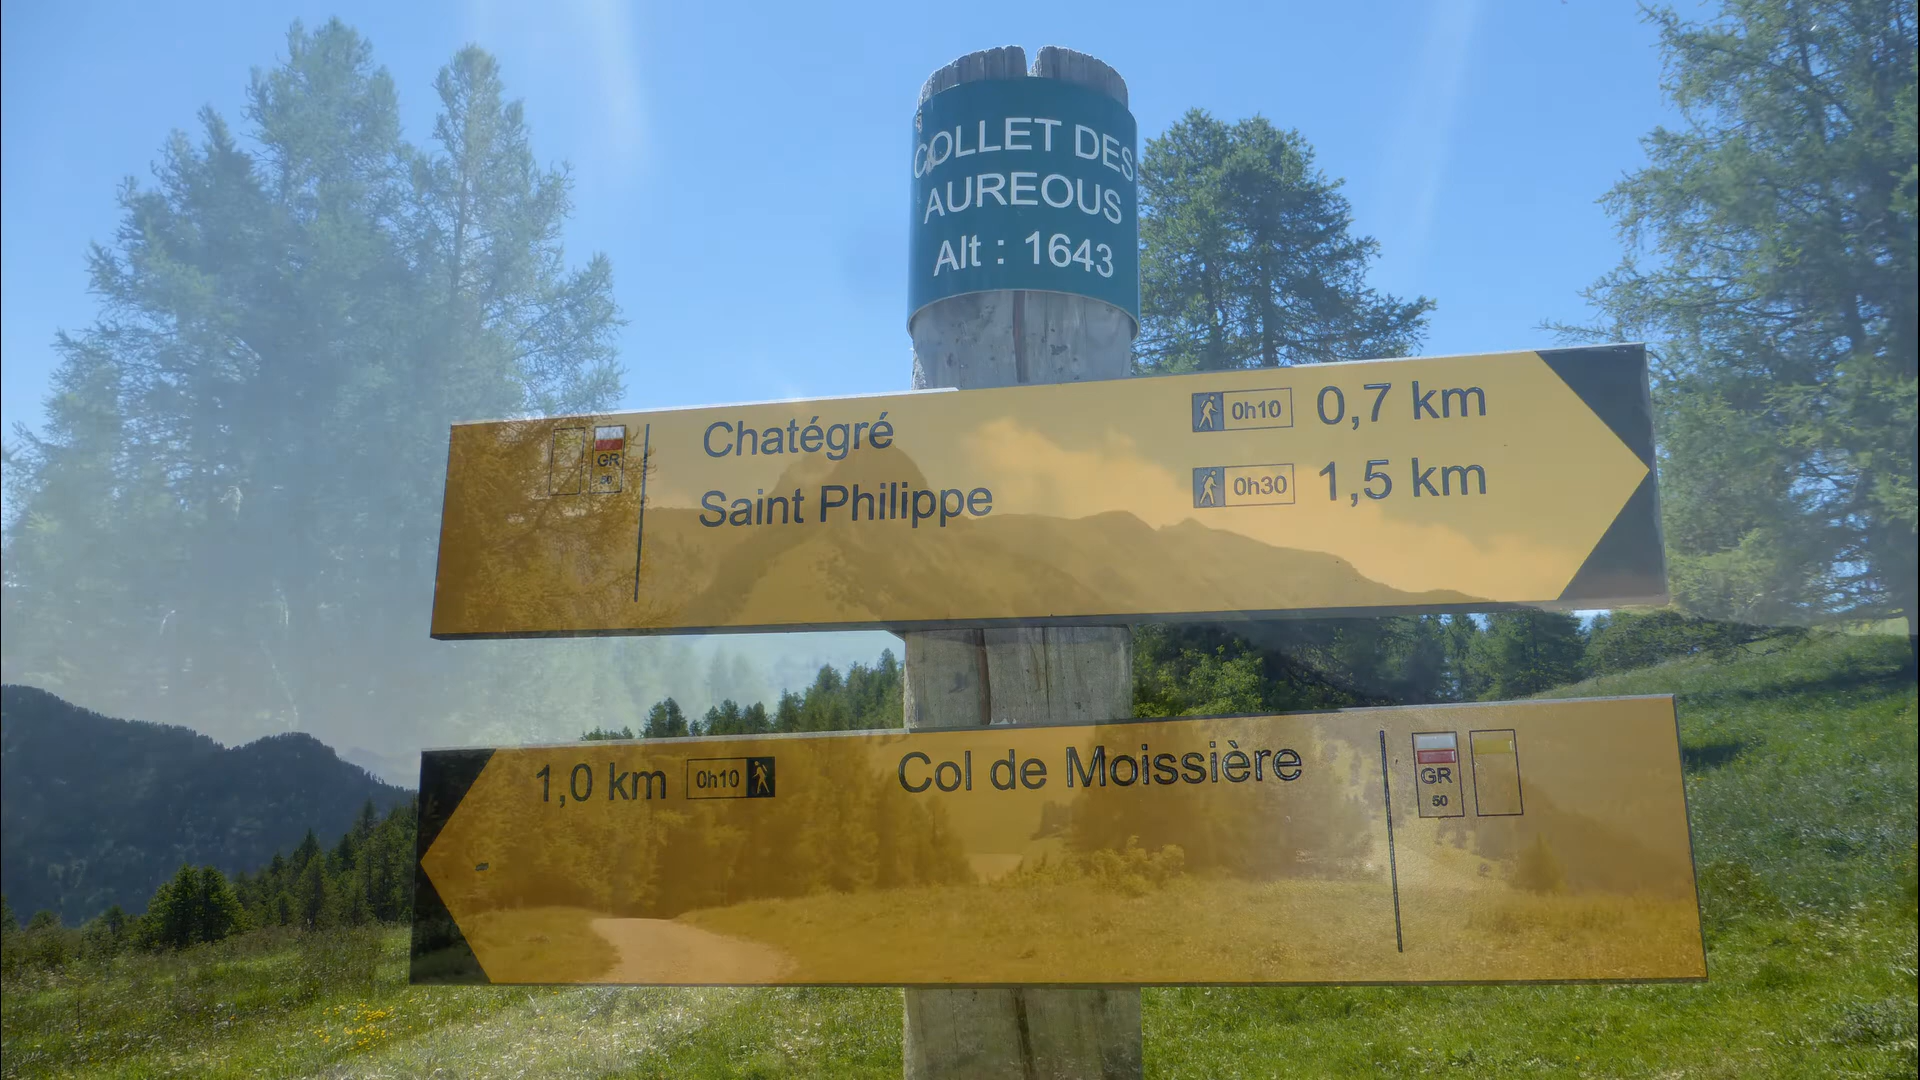 COLLET DES
AUREOUS
Alt : 1643
Chatégré 0h10 0,7 km
GR
50
Saint Philippe 0h30 1,5 km
1,0 km 0h10 Col de Moissière
GR
50